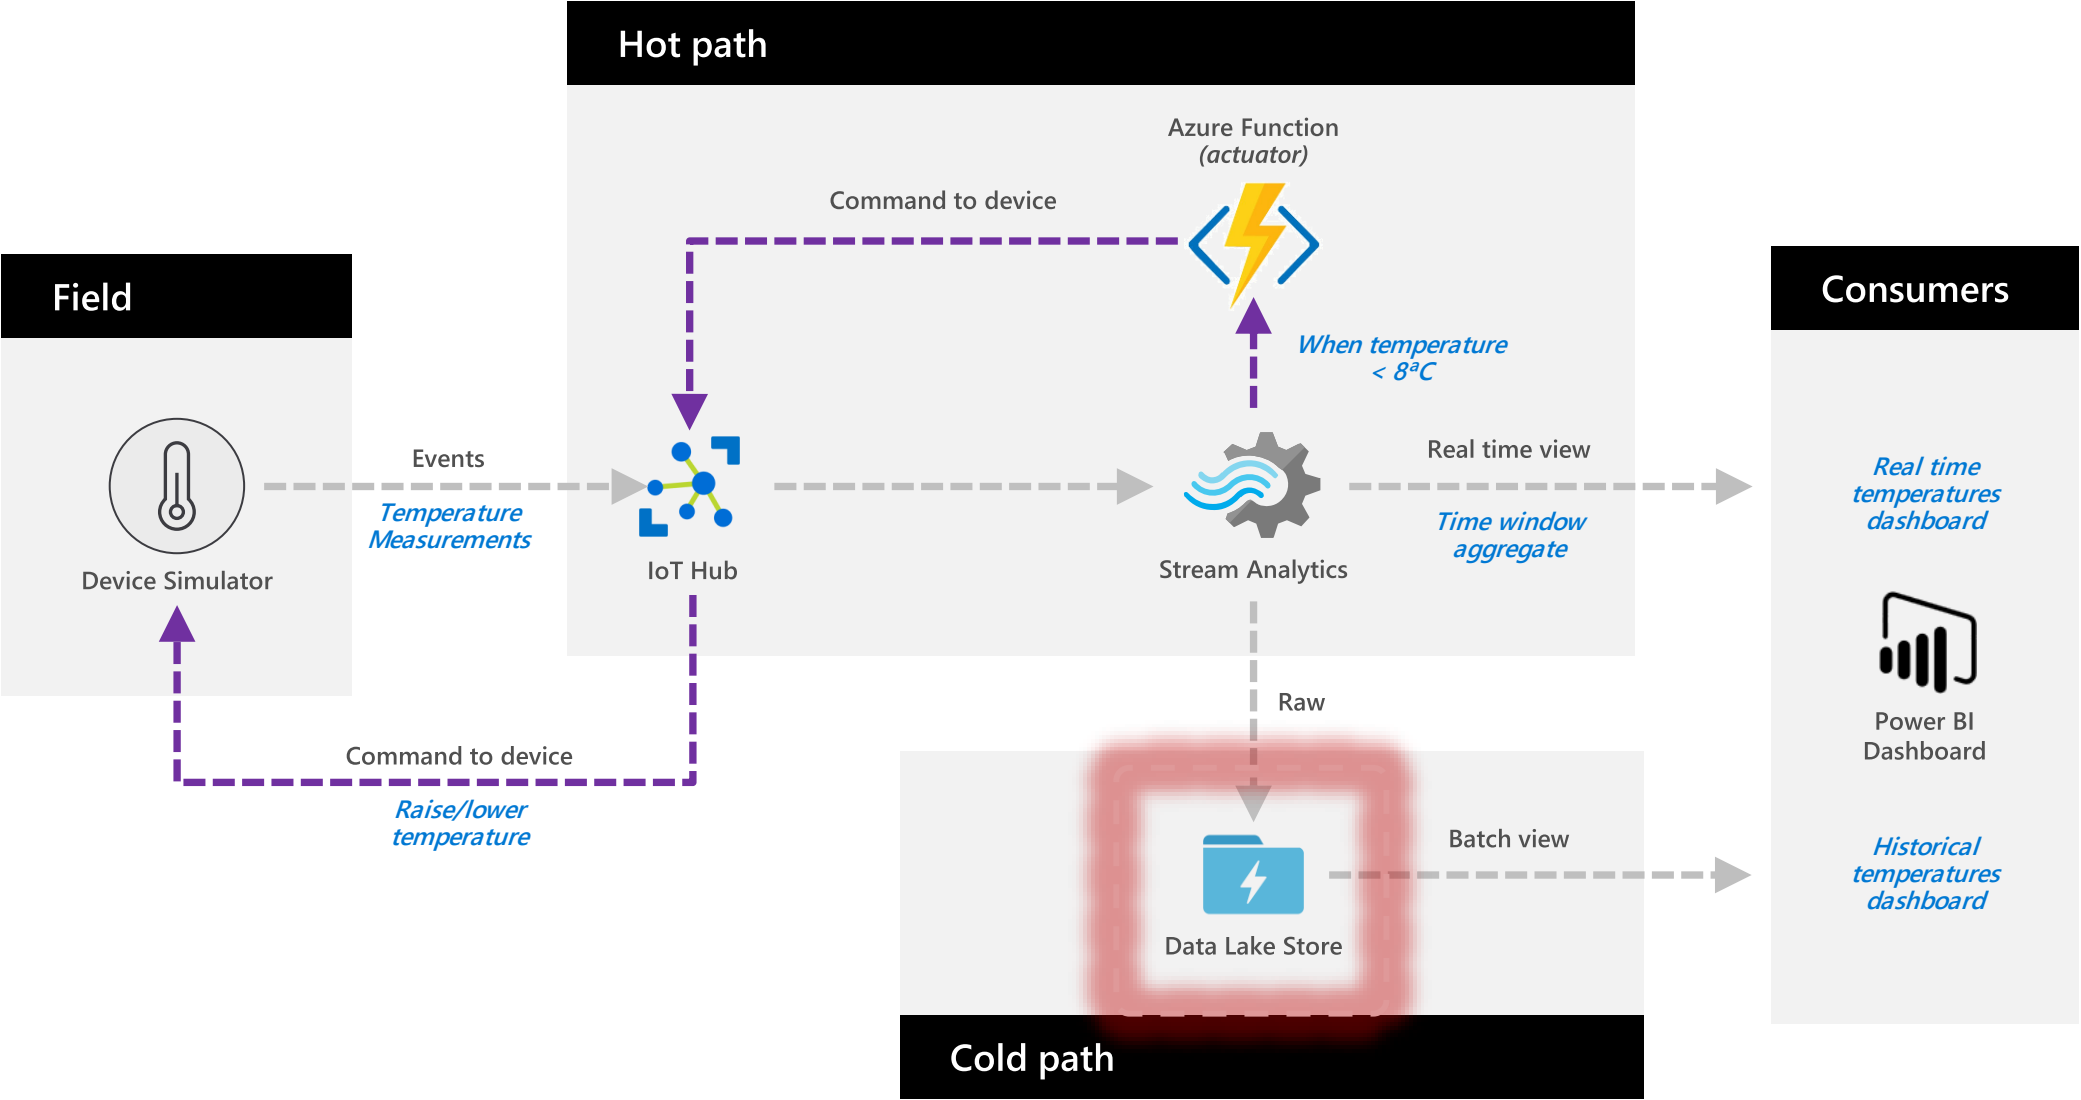 Hot path
Azure Function
(actuator)
Command to device
When temperature
< 8ªC
Field
Consumers
Events
Temperature
Measurements
Device Simulator
IoT Hub
Stream Analytics
Real time view
Time window
aggregate
Real time
temperatures
dashboard
Power BI
Dashboard
Raw
Command to device
Raise/lower
temperature
Batch view
Historical
temperatures
dashboard
Data Lake Store
Cold path